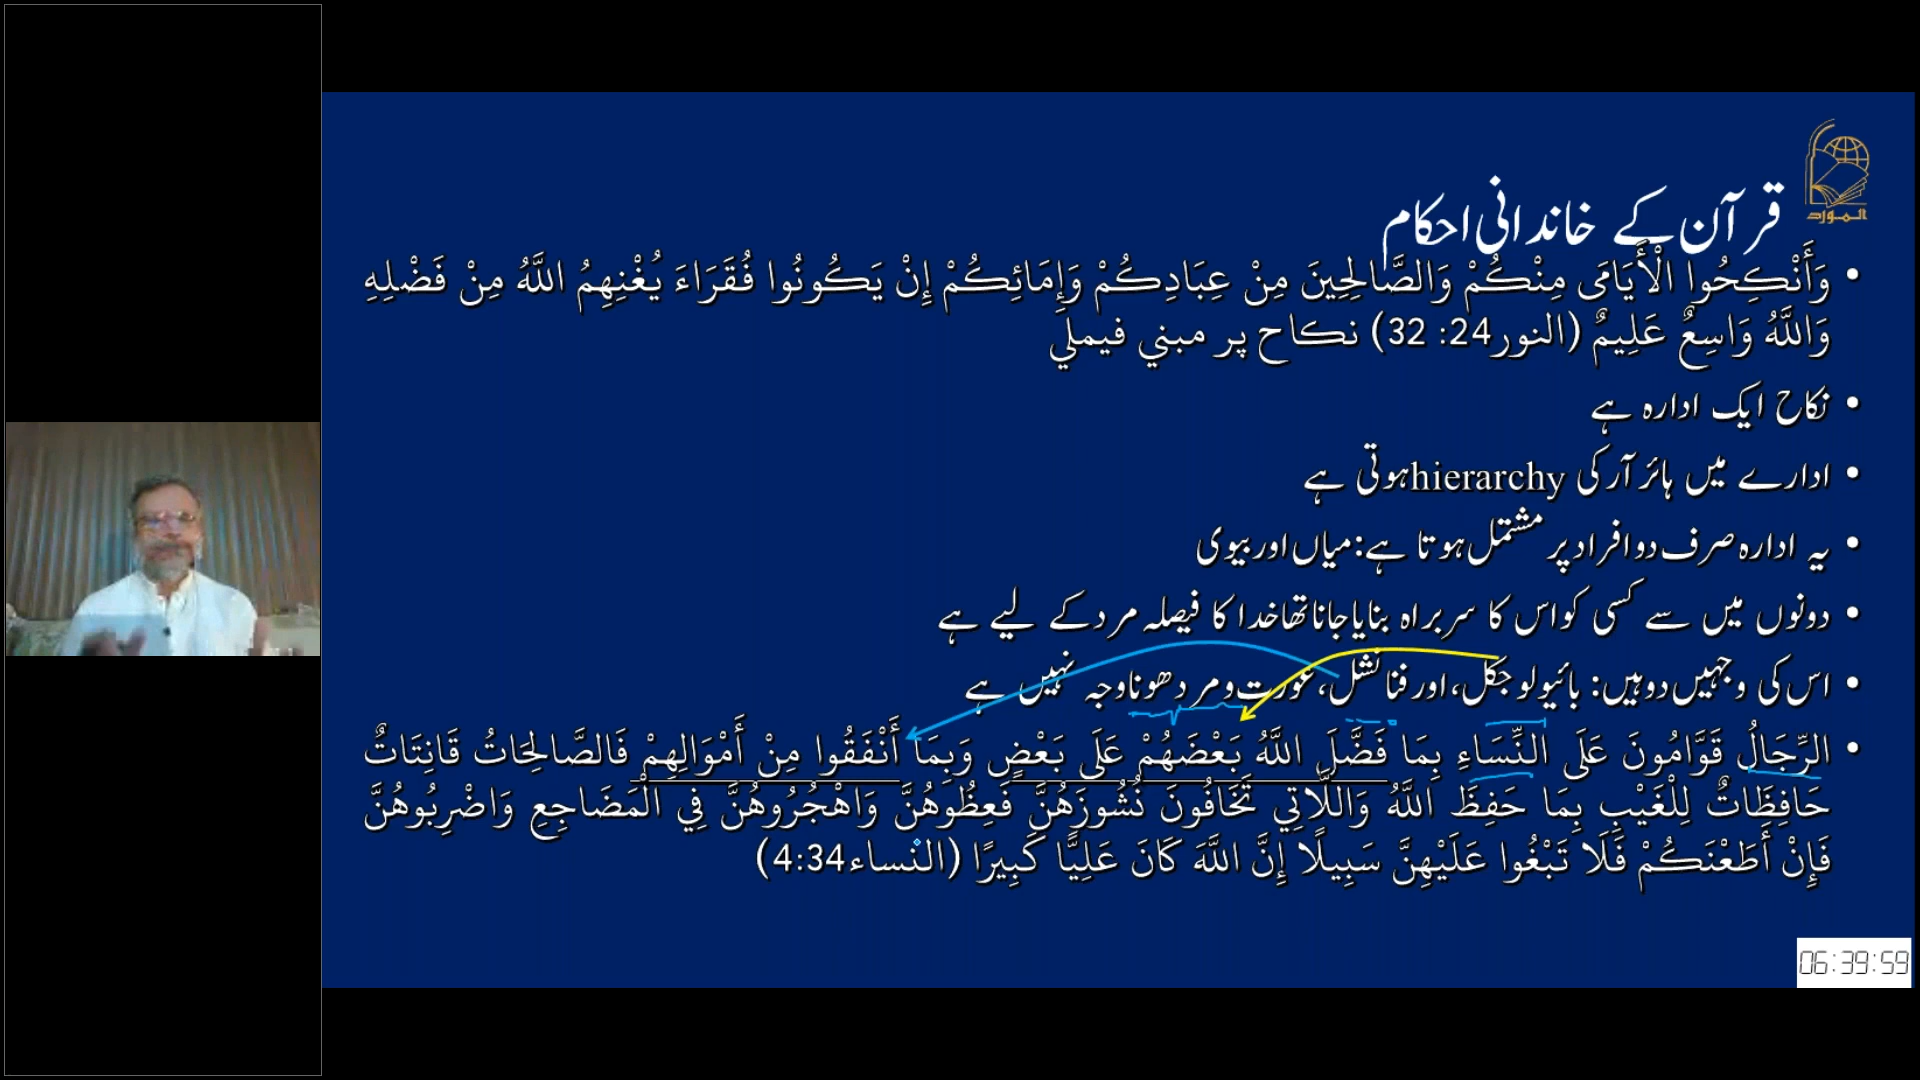 المورد
قرآن کے خاندانی احکام
• وَأَنْكِحُوا الْأَيَامَى مِنْكُمْ وَالصَّالِحِينَ مِنْ عِبَادِكُمْ وَإِمَائِكُمْ إِنْ يَكُونُوا فُقَرَاءَ يُغْنِهِمُ اللَّهُ مِنْ فَضْلِهِ
وَاللَّهُ وَاسِعٌ عَلِيمٌ (النور24: 32) نكاح پر مبني فيملي
• نکاح ایک ادارہ ہے
• ادارے میں ہائر آرکی hierarchyہوتی ہے
• یہ ادارہ صرف دو افراد پر مشتمل ہوتا ہے: میاں اور بیوی
• دونوں میں سے کسی کو اس کا سربراہ بنایا جانا تھا خدا کا فیصلہ مرد کے لیے ہے
• اس کی وجہیں دو ہیں: بائیولوجکل، اور فنانشل، عورت و مرد ھونا وجہ نہیں ہے
• الرِّجَالُ قَوَّامُونَ عَلَى النِّسَاءِ بِمَا فَضَّلَ اللَّهُ بَعْضَهُمْ عَلَى بَعْضٍ وَبِمَا أَنْفَقُوا مِنْ أَمْوَالِهِمْ فَالصَّالِحَاتُ قَانِتَاتٌ
حَافِظَاتٌ لِلْغَيْبِ بِمَا حَفِظَ اللَّهُ وَاللَّاتِي تَخَافُونَ نُشُوزَهُنَّ فَعِظُوهُنَّ وَاهْجُرُوهُنَّ فِي الْمَضَاجِعِ وَاضْرِبُوهُنَّ
فَإِنْ أَطَعْنَكُمْ فَلَا تَبْغُوا عَلَيْهِنَّ سَبِيلًا إِنَّ اللَّهَ كَانَ عَلِيًّا كَبِيرًا (النساء4:34)
06:39:59